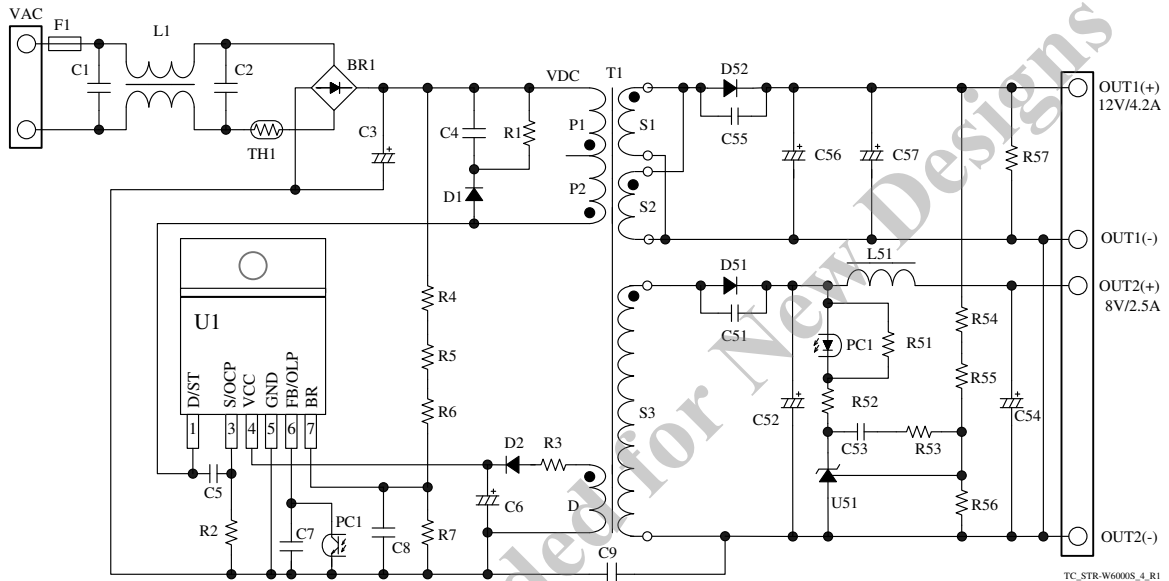 VAC
F1
L1
C1
C2
BR1
TH1
C3
C4
R1
D1
VDC
T1
P1
P2
S1
S2
D52
C55
C56
C57
R57
OUT1(+)
12V/4.2A
OUT1(-)
U1
D/ST
S/OCP
VCC
GND
FB/OLP
BR
1
3
4
5
6
7
R4
R5
R6
D51
C51
L51
OUT2(+)
8V/2.5A
PC1
R51
R54
R55
R52
C52
S3
C53
R53
C54
U51
R56
OUT2(-)
D2
R3
D
C5
C6
R2
C7
PC1
C8
R7
C9
TC_STR-W6000S_4_R1
ded for New Designs